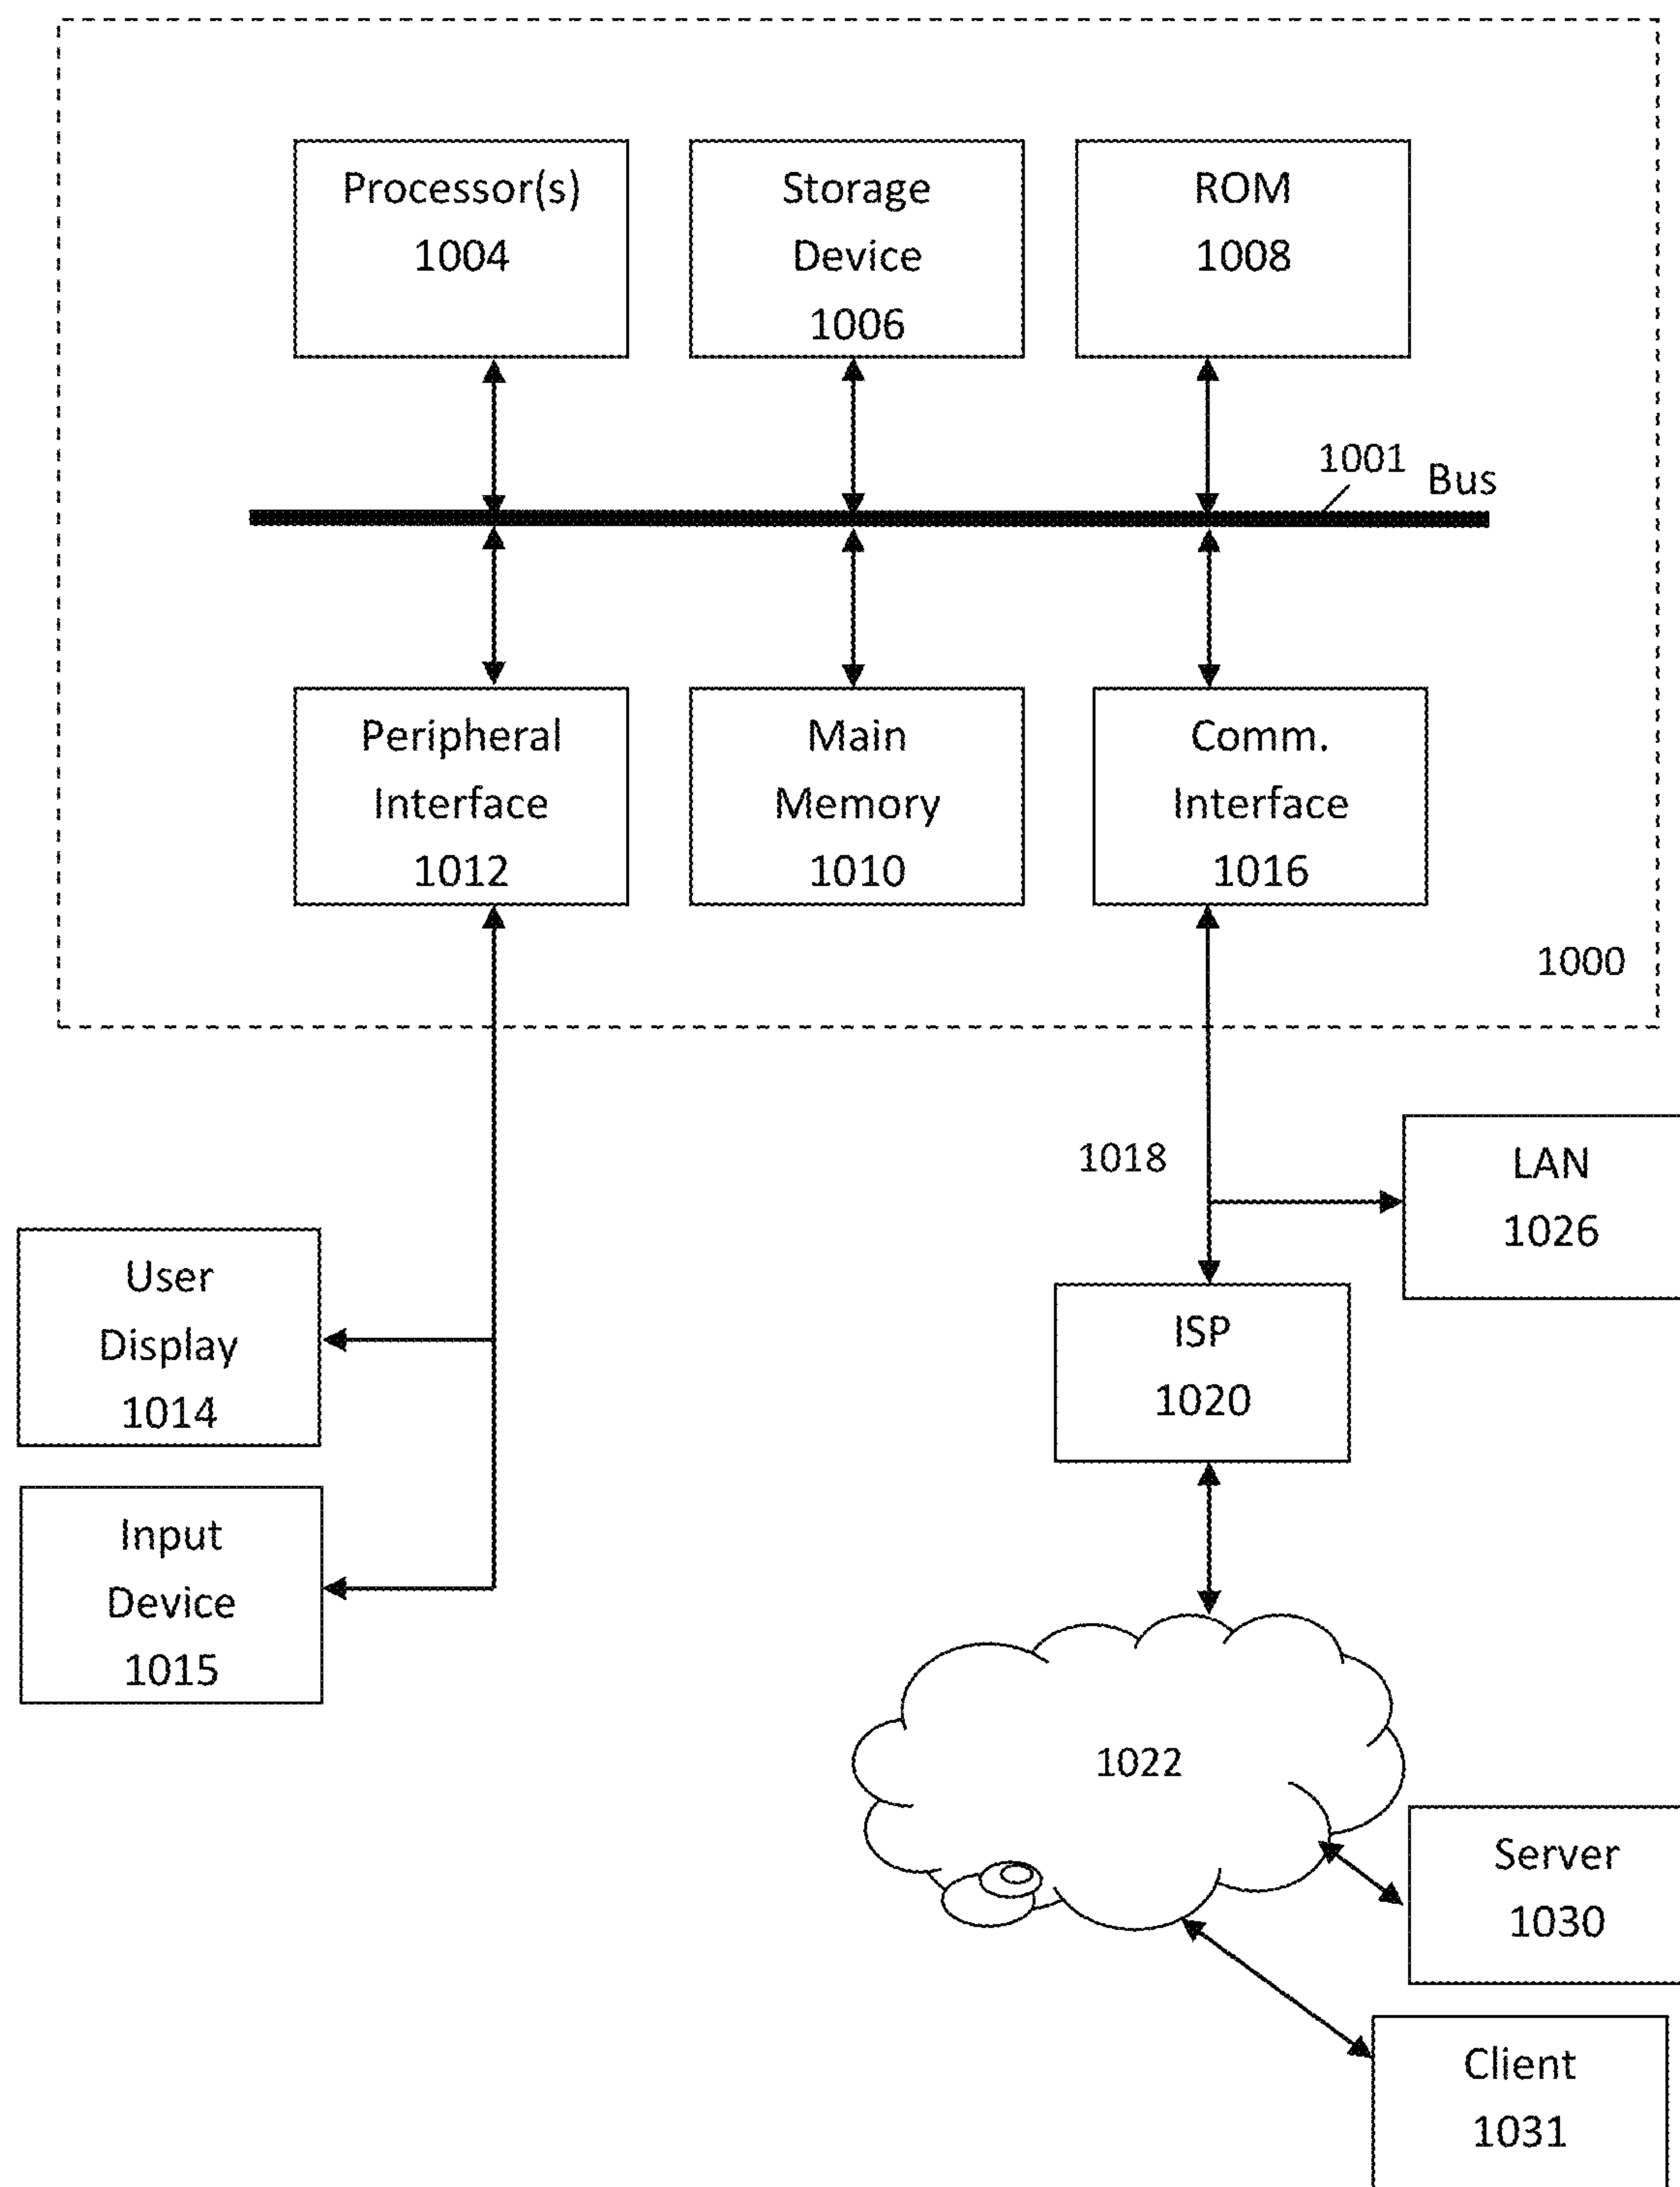 Processor(s)
1004
Storage
Device
1006
ROM
1008
1001
Bus
Peripheral
Interface
1012
Main
Memory
1010
Comm.
Interface
1016
1000
1018
LAN
1026
User
Display
1014
ISP
1020
Input
Device
1015
1022
Server
1030
Client
1031